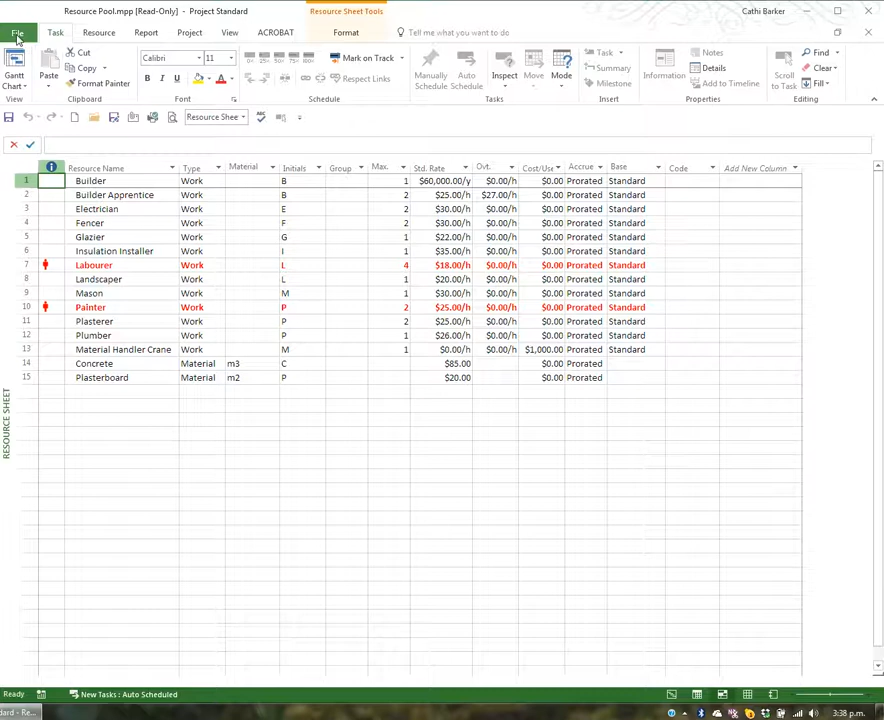 Resource Pool.mpp [Read-Only] - Project Standard
Resource Sheet Tools
Cathi Barker
File Task Resource Report Project View ACROBAT Format Tell me what you want to do
Gantt Chart
View
Paste
Cut
Copy
Format Painter
Clipboard
Calibri 11
B I U A
Font
0% 25% 50% 75% 100%
Mark on Track
Respect Links
Schedule
Manually Schedule
Auto Schedule
Inspect
Move
Mode
Tasks
Task
Summary
Milestone
Insert
Information
Notes
Details
Add to Timeline
Properties
Scroll to Task
Find
Clear
Fill
Editing
Resource Shee
Resource Name Type Material Initials Group Max. Std. Rate Ovt. Cost/Use Accrue Base Code Add New Column
1 Builder Work B 1 $60,000.00/y $0.00/h $0.00 Prorated Standard
2 Builder Apprentice Work B 2 $25.00/h $27.00/h $0.00 Prorated Standard
3 Electrician Work E 2 $30.00/h $0.00/h $0.00 Prorated Standard
4 Fencer Work F 2 $30.00/h $0.00/h $0.00 Prorated Standard
5 Glazier Work G 1 $22.00/h $0.00/h $0.00 Prorated Standard
6 Insulation Installer Work I 1 $35.00/h $0.00/h $0.00 Prorated Standard
7 Labourer Work L 4 $18.00/h $0.00/h $0.00 Prorated Standard
8 Landscaper Work L 1 $20.00/h $0.00/h $0.00 Prorated Standard
9 Mason Work M 1 $30.00/h $0.00/h $0.00 Prorated Standard
10 Painter Work P 2 $25.00/h $0.00/h $0.00 Prorated Standard
11 Plasterer Work P 2 $25.00/h $0.00/h $0.00 Prorated Standard
12 Plumber Work P 1 $26.00/h $0.00/h $0.00 Prorated Standard
13 Material Handler Crane Work M 1 $0.00/h $0.00/h $1,000.00 Prorated Standard
14 Concrete Material m3 C $85.00 $0.00 Prorated
15 Plasterboard Material m2 P $20.00 $0.00 Prorated
RESOURCE SHEET
Ready New Tasks : Auto Scheduled
dard - Re... 3:38 p.m.